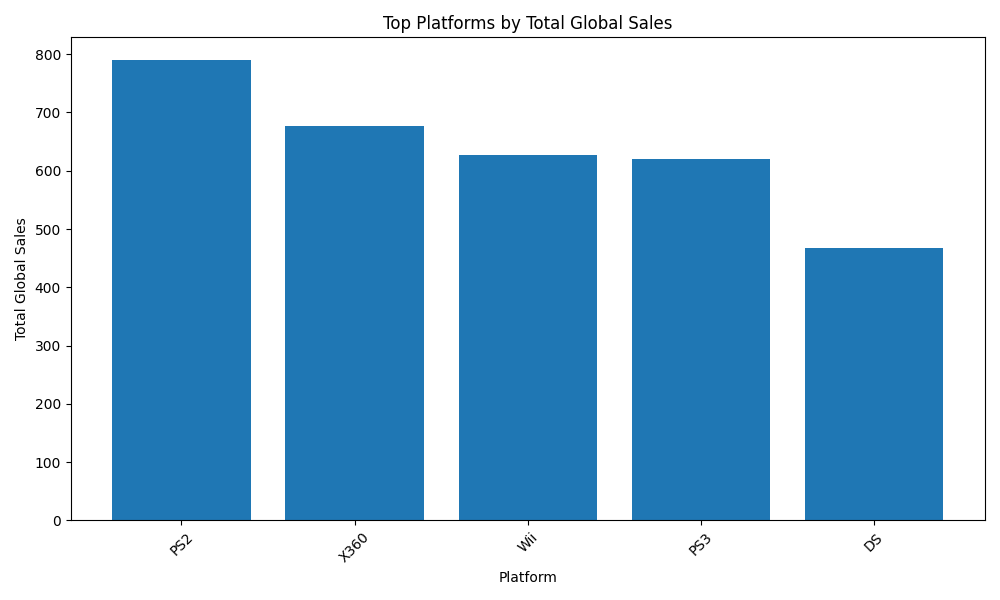 Top Platforms by Total Global Sales
Total Global Sales
800
700
600
500
400
300
200
100
0
PS2
X360
Wii
PS3
DS
Platform